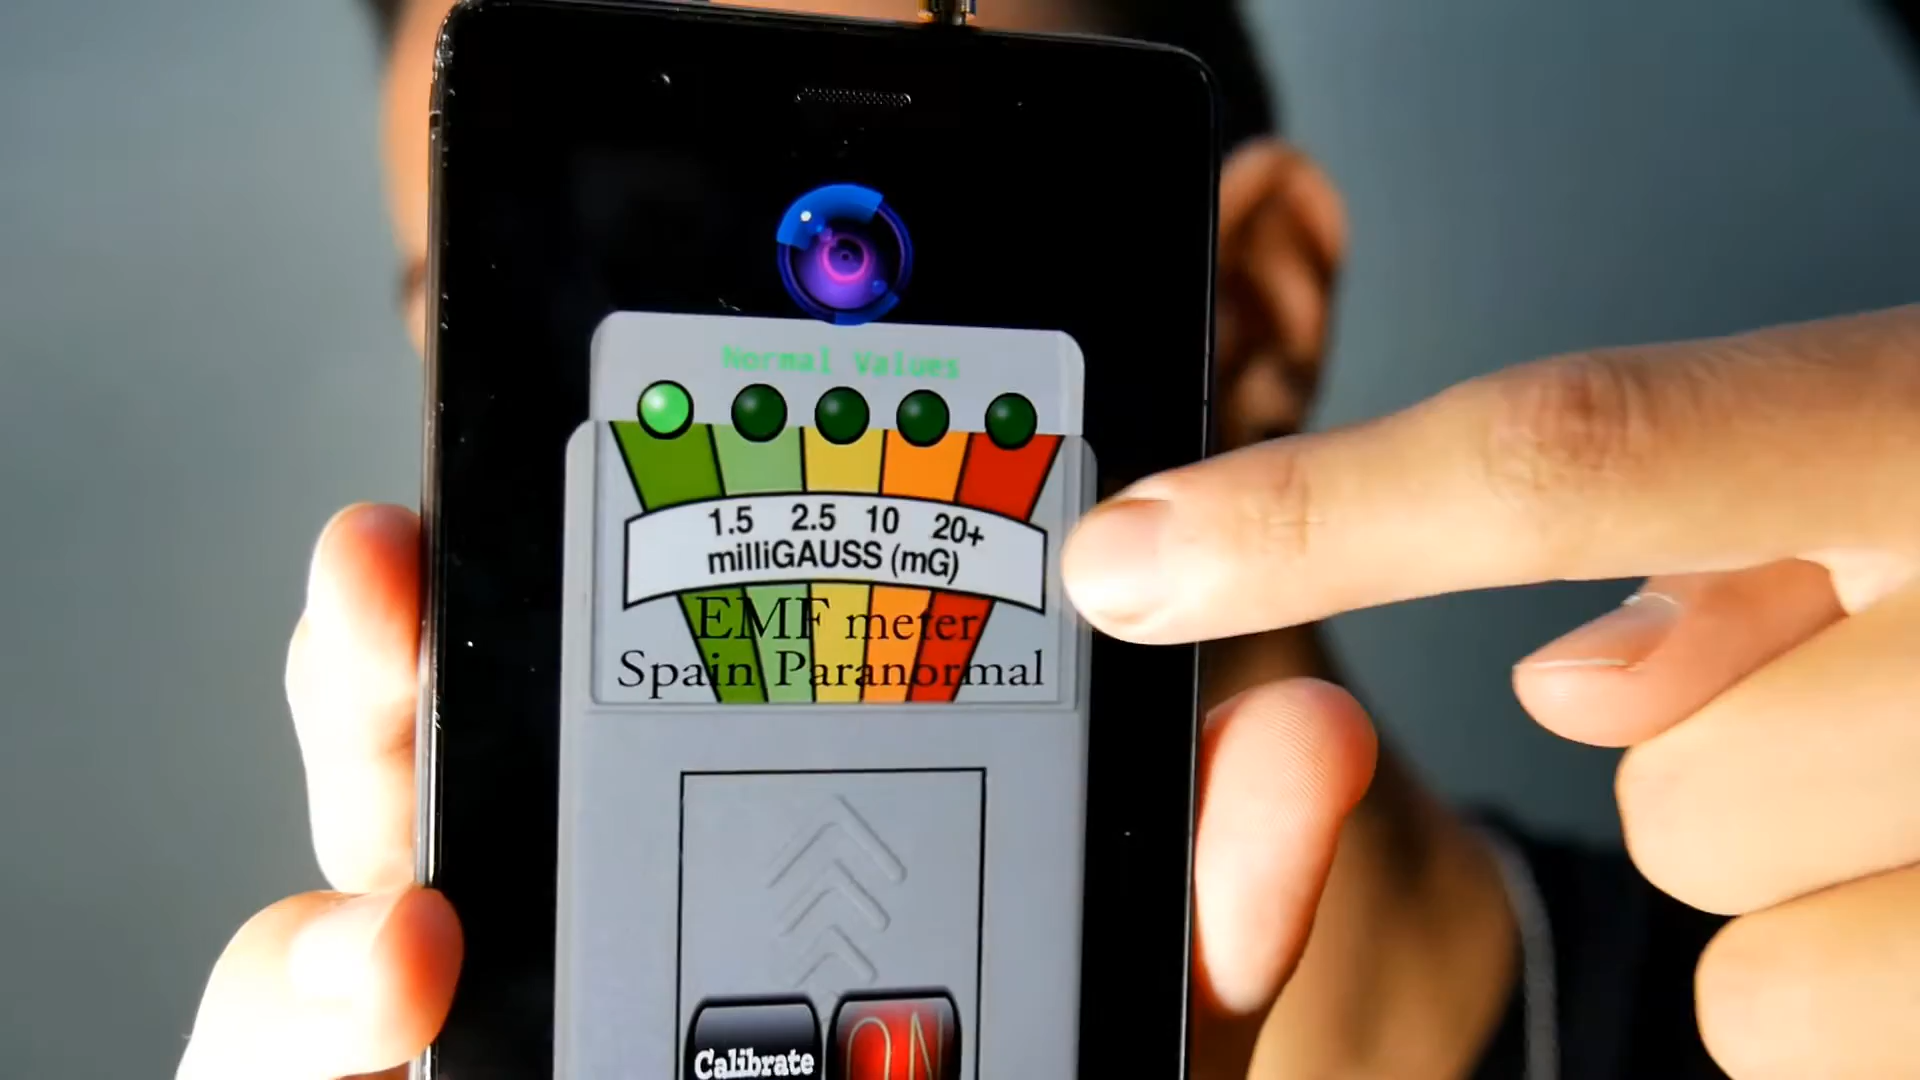 Normal Values
1.5 2.5 10 20+
milliGAUSS (mG)
EMF meter
Spain Paranormal
Calibrate ON